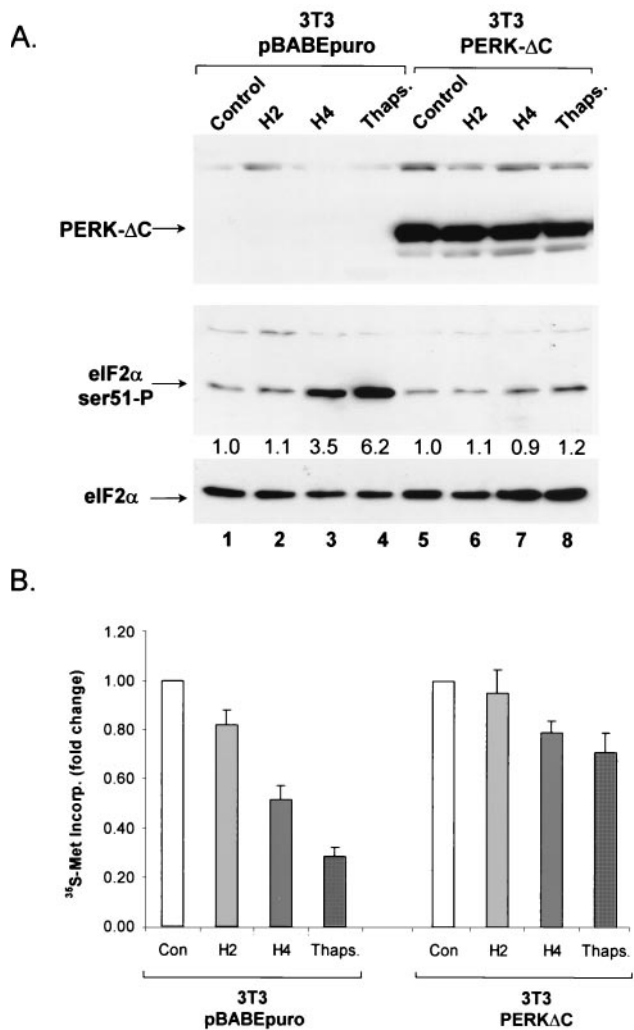 A.
3T3 3T3
pBABEpuro PERK-ΔC
Control H2 H4 Thaps. Control H2 H4 Thaps.
PERK-ΔC
eIF2α
ser51-P
1.0 1.1 3.5 6.2 1.0 1.1 0.9 1.2
eIF2α
1 2 3 4 5 6 7 8
B.
35S-Met Incorp. (fold change)
1.20
1.00
0.80
0.60
0.40
0.20
0.00
Con H2 H4 Thaps. Con H2 H4 Thaps.
3T3 3T3
pBABEpuro PERKΔC